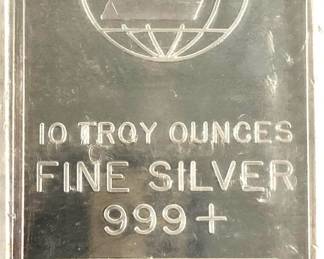 10 TROY OUNCES
FINE SILVER
999+